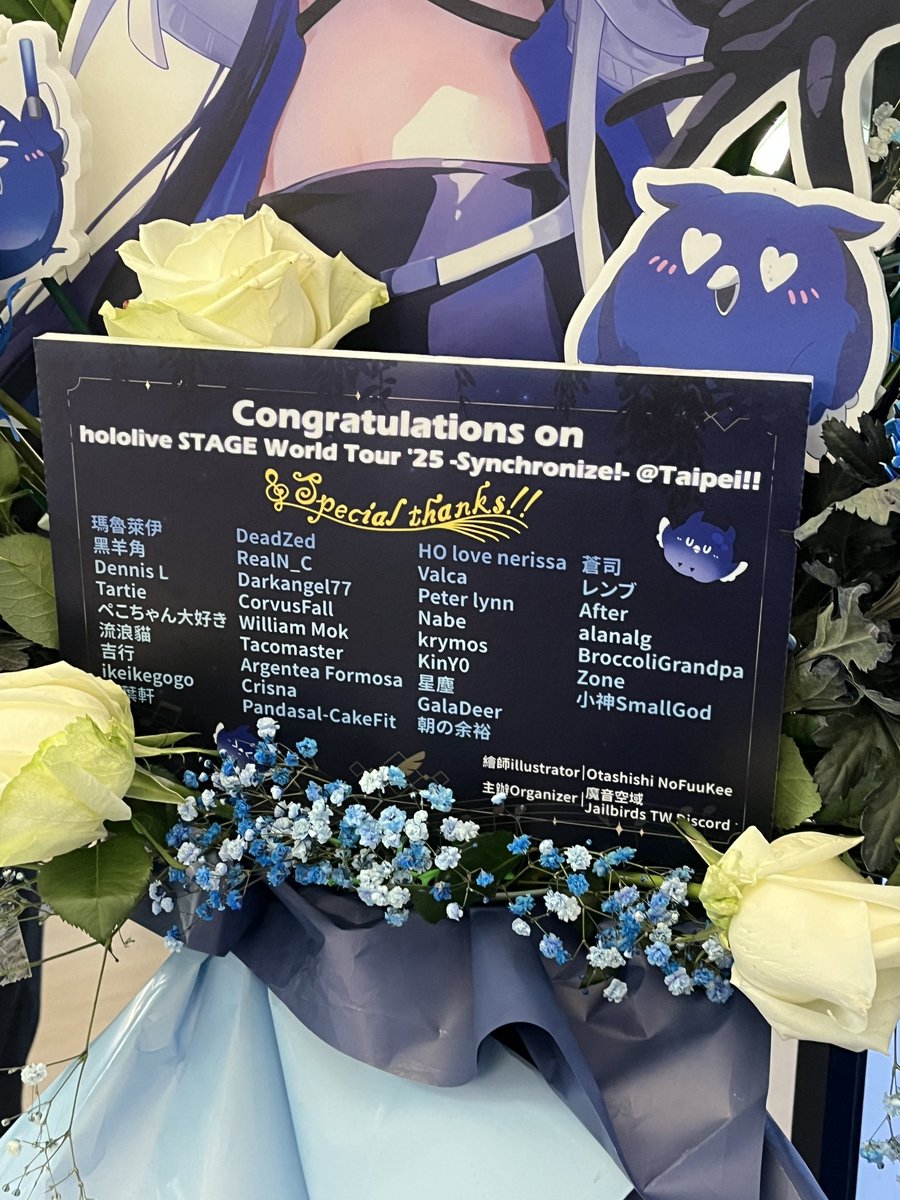 Congratulations on
hololive STAGE World Tour '25 -Synchronize!- @Taipei!!
& Special thanks!!
瑪魯萊伊
黑羊角
Dennis L
Tartie
ぺこちゃん大好き
流浪貓
吉行
ikeikegogo
葉軒
DeadZed
RealN_C
Darkangel77
CorvusFall
William Mok
Tacomaster
Argentea Formosa
Crisna
Pandasal-CakeFit
HO love nerissa
Valca
Peter lynn
Nabe
krymos
KinY0
星塵
GalaDeer
朝の余裕
蒼司
レンブ
After
alanalg
BroccoliGrandpa
Zone
小神SmallGod
繪師illustrator|Otashishi NoFuuKee
主辦Organizer|魔音空域
Jailbirds TW Discord